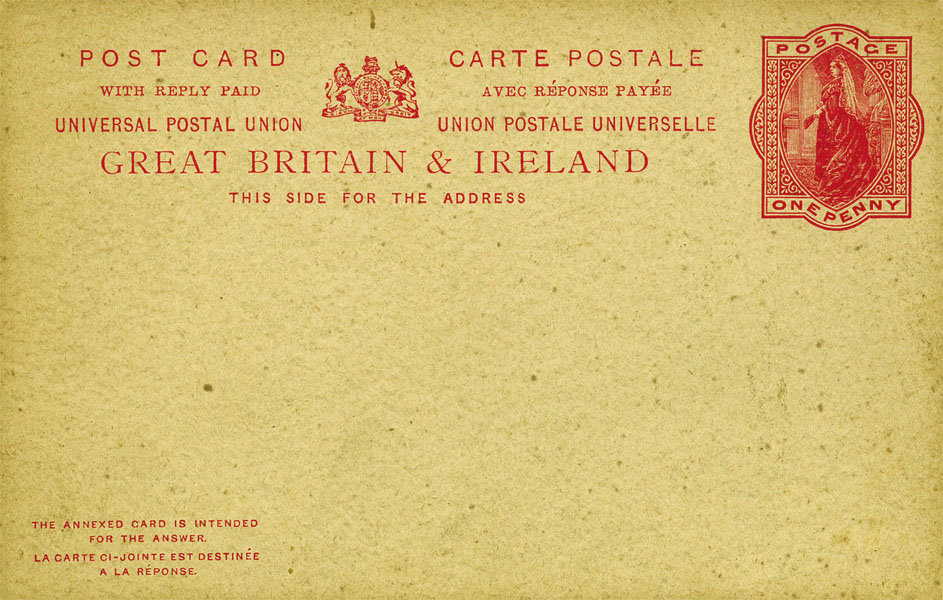 POST CARD
WITH REPLY PAID
UNIVERSAL POSTAL UNION
CARTE POSTALE
AVEC RÉPONSE PAYÉE
UNION POSTALE UNIVERSELLE
GREAT BRITAIN & IRELAND
THIS SIDE FOR THE ADDRESS
POSTAGE
ONE PENNY
THE ANNEXED CARD IS INTENDED
FOR THE ANSWER.
LA CARTE CI-JOINTE EST DESTINÉE
A LA RÉPONSE.